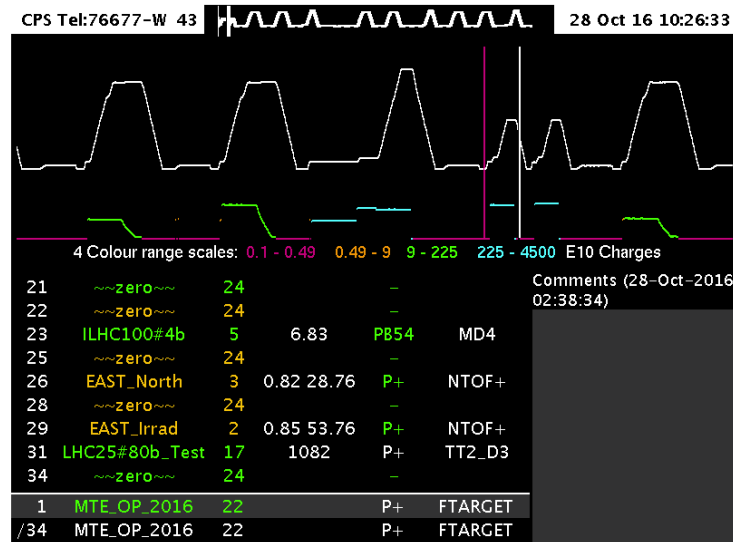 CPS Tel:76677-W 43 28 Oct 16 10:26:33
4 Colour range scales: 0.1 - 0.49 0.49 - 9 9 - 225 225 - 4500 E10 Charges
Comments (28-Oct-2016
02:38:34)
21 ~~zero~~ 24 -
22 ~~zero~~ 24 -
23 ILHC100#4b 5 6.83 PB54 MD4
25 ~~zero~~ 24 -
26 EAST_North 3 0.82 28.76 P+ NTOF+
28 ~~zero~~ 24 -
29 EAST_Irrad 2 0.85 53.76 P+ NTOF+
31 LHC25#80b_Test 17 1082 P+ TT2_D3
34 ~~zero~~ 24 -
1 MTE_OP_2016 22 P+ FTARGET
/34 MTE_OP_2016 22 P+ FTARGET